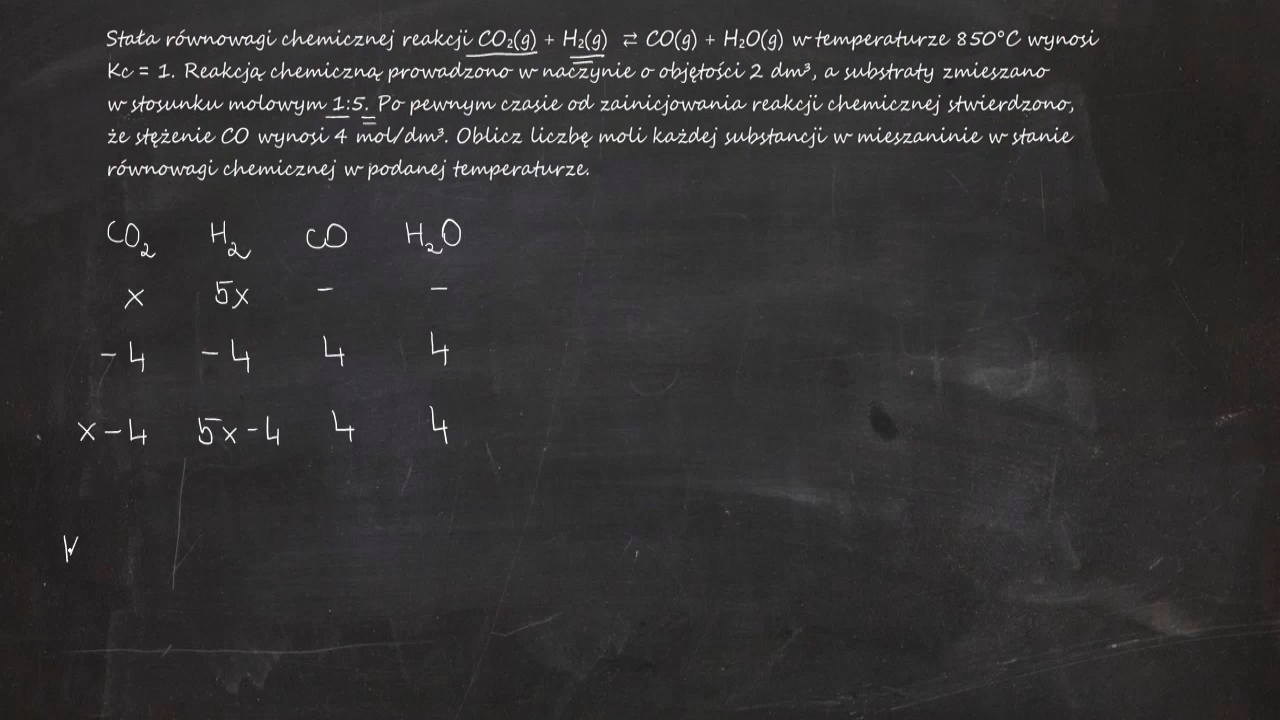 Stała równowagi chemicznej reakcji CO₂(g) + H₂(g) ⇄ CO(g) + H₂O(g) w temperaturze 850°C wynosi
Kc = 1. Reakcję chemiczną prowadzono w naczynie o objętości 2 dm³, a substraty zmieszano
w stosunku molowym 1:5. Po pewnym czasie od zainicjowania reakcji chemicznej stwierdzono,
że stężenie CO wynosi 4 mol/dm³. Oblicz liczbę moli każdej substancji w mieszaninie w stanie
równowagi chemicznej w podanej temperaturze.
CO₂ H₂ CO H₂O
x 5x - -
-4 -4 4 4
x-4 5x-4 4 4